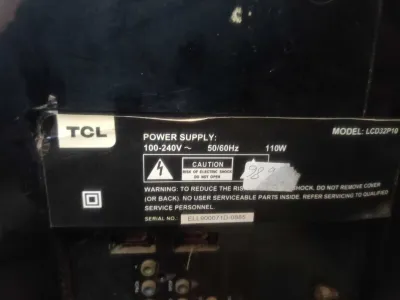 TCL
POWER SUPPLY:
100-240V ~ 50/60Hz 110W
MODEL: LCD32P10
CAUTION
RISK OF ELECTRIC SHOCK
DO NOT OPEN
WARNING: TO REDUCE THE SHOCK. DO NOT REMOVE COVER
(OR BACK). NO USER SERVICEABLE PARTS INSIDE. REFER SERVICING TO QUALIFIED
SERVICE PERSONNEL.
SERIAL NO.: